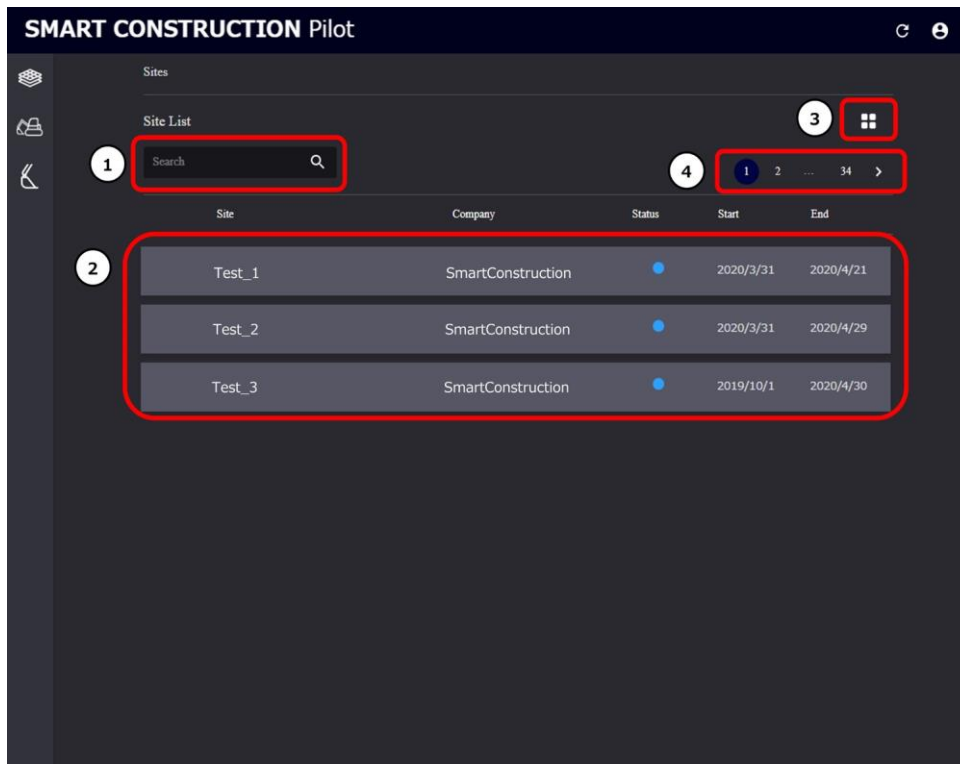 SMART CONSTRUCTION Pilot
Sites
Site List
3
1
Search
4
1 2 ... 34 >
Site Company Status Start End
2
Test_1 SmartConstruction 2020/3/31 2020/4/21
Test_2 SmartConstruction 2020/3/31 2020/4/29
Test_3 SmartConstruction 2019/10/1 2020/4/30